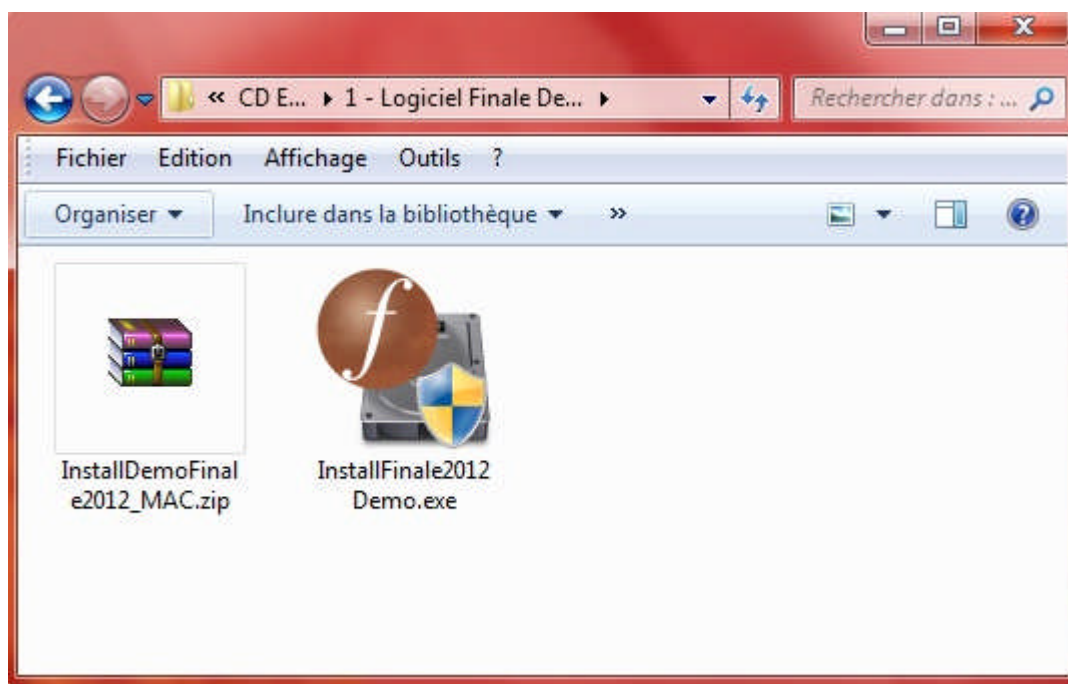 « CD E... ▸ 1 - Logiciel Finale De... ▸
Rechercher dans : ...
Fichier Edition Affichage Outils ?
Organiser Inclure dans la bibliothèque »
InstallDemoFinal
e2012_MAC.zip
InstallFinale2012
Demo.exe